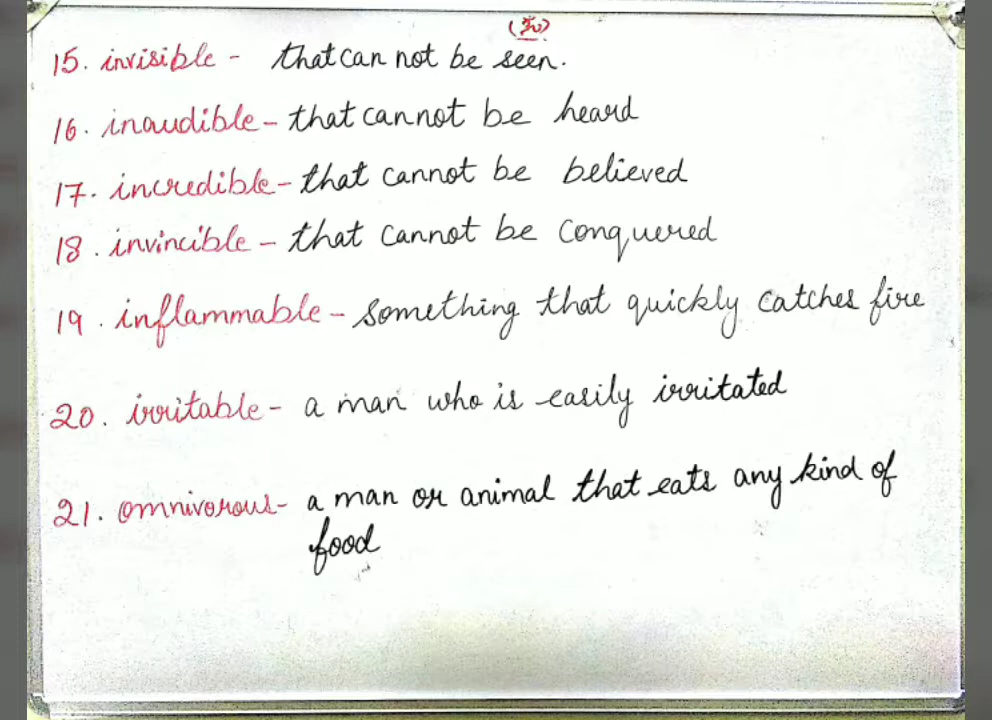 15. invisible - that can not be seen.
16. inaudible - that cannot be heard
17. incredible - that cannot be believed
18. invincible - that cannot be conquered
19. inflammable - something that quickly catches fire
20. irritable - a man who is easily irritated
21. omnivorous - a man or animal that eats any kind of
food